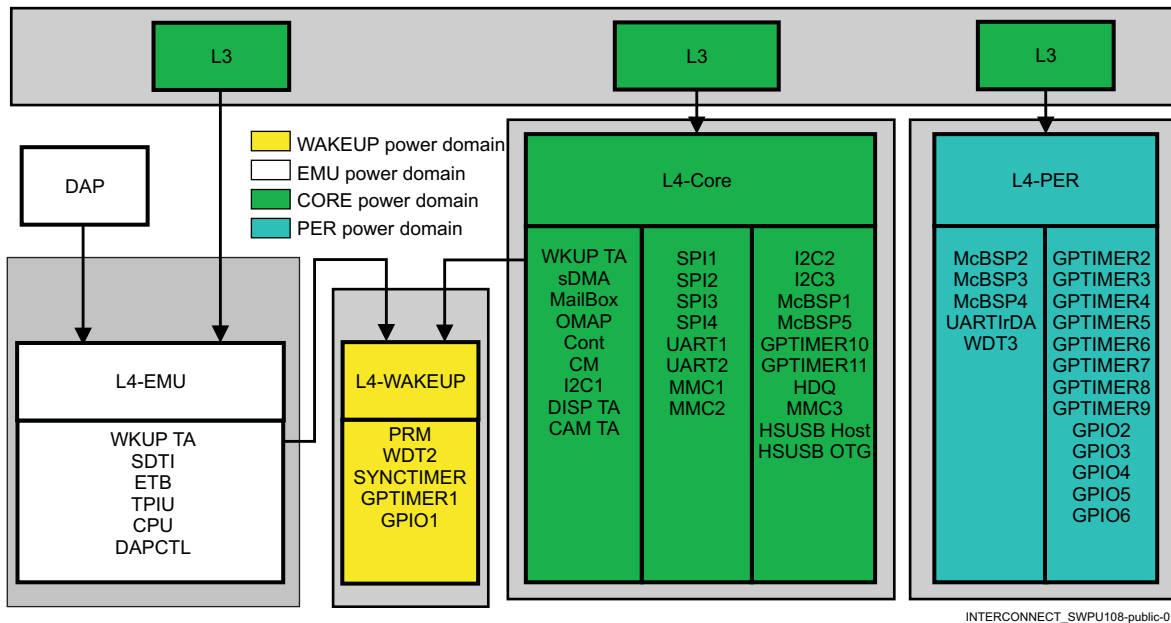 L3
L3
L3
WAKEUP power domain
EMU power domain
CORE power domain
PER power domain
DAP
L4-Core
L4-PER
L4-EMU
WKUP TA
SDTI
ETB
TPIU
CPU
DAPCTL
L4-WAKEUP
PRM
WDT2
SYNCTIMER
GPTIMER1
GPIO1
WKUP TA
sDMA
MailBox
OMAP
Cont
CM
I2C1
DISP TA
CAM TA
SPI1
SPI2
SPI3
SPI4
UART1
UART2
MMC1
MMC2
I2C2
I2C3
McBSP1
McBSP5
GPTIMER10
GPTIMER11
HDQ
MMC3
HSUSB Host
HSUSB OTG
McBSP2
McBSP3
McBSP4
UARTIrDA
WDT3
GPTIMER2
GPTIMER3
GPTIMER4
GPTIMER5
GPTIMER6
GPTIMER7
GPTIMER8
GPTIMER9
GPIO2
GPIO3
GPIO4
GPIO5
GPIO6
INTERCONNECT_SWPU108-public-0